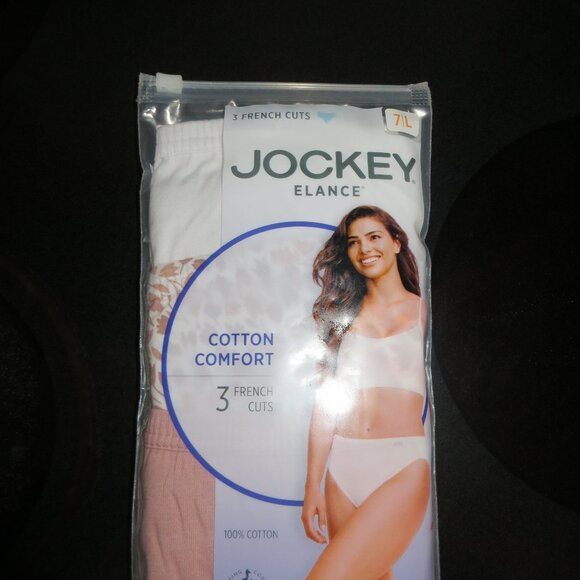 3 FRENCH CUTS
7/L
JOCKEY®
ELANCE®
COTTON
COMFORT
3 FRENCH
CUTS
100% COTTON